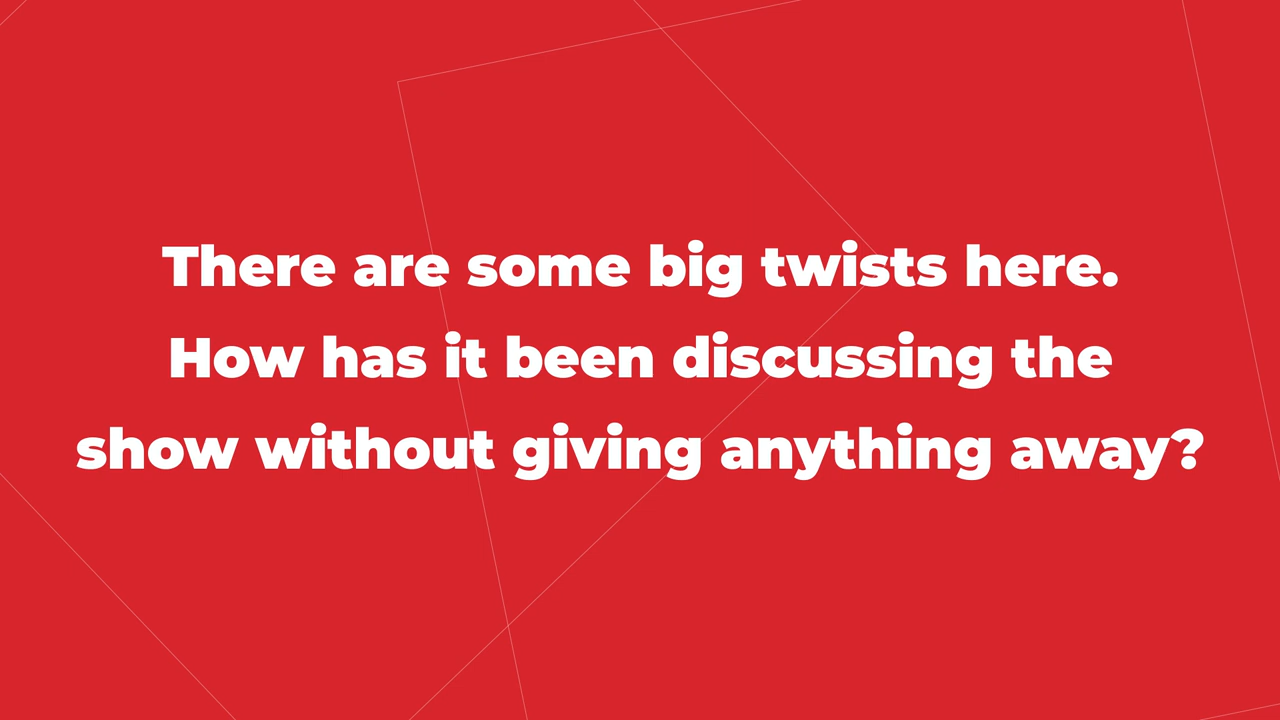 There are some big twists here.
How has it been discussing the
show without giving anything away?